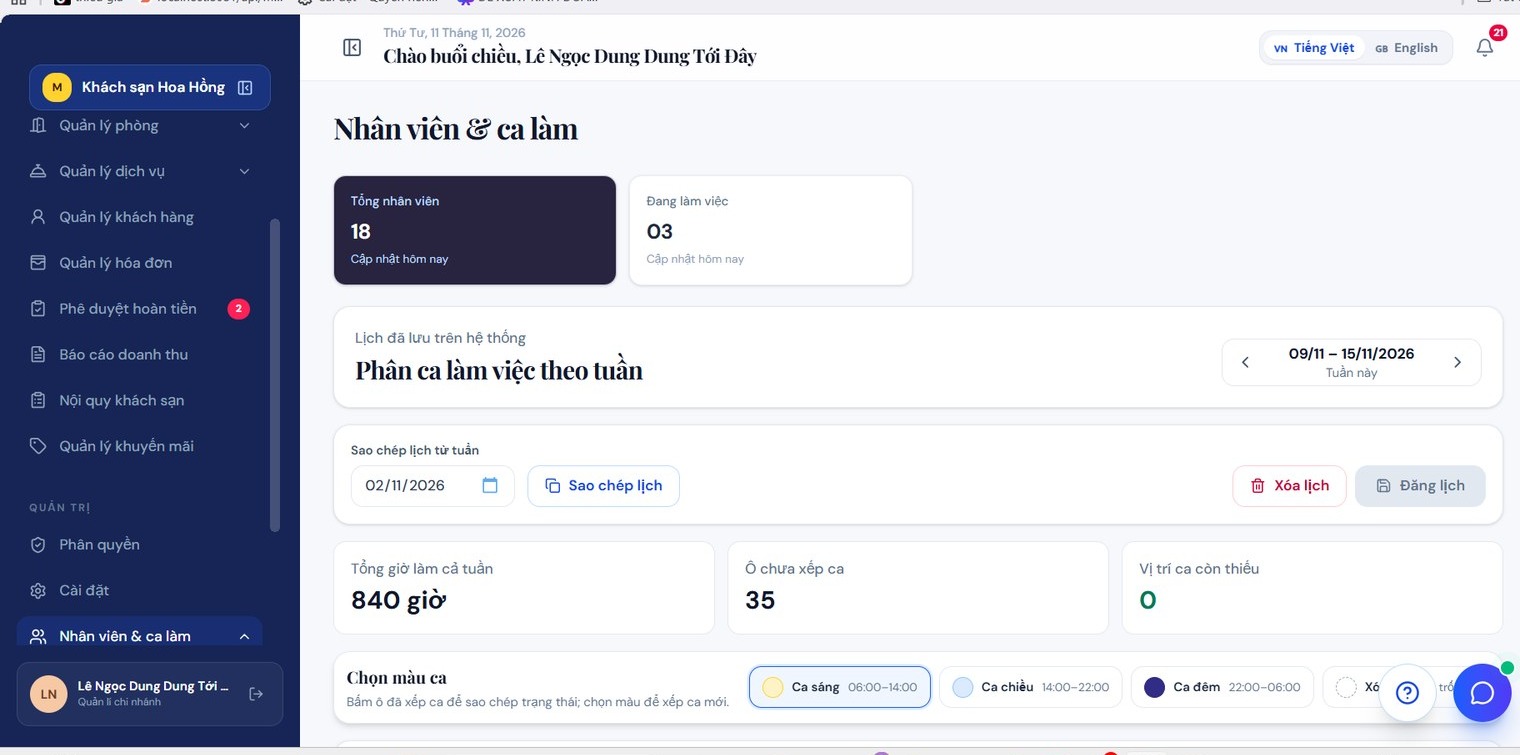 Thứ Tư, 11 Tháng 11, 2026
Chào buổi chiều, Lê Ngọc Dung Dung Tới Đây
VN Tiếng Việt
GB English
21
M Khách sạn Hoa Hồng
Quản lý phòng
Quản lý dịch vụ
Quản lý khách hàng
Quản lý hóa đơn
Phê duyệt hoàn tiền 2
Báo cáo doanh thu
Nội quy khách sạn
Quản lý khuyến mãi
QUẢN TRỊ
Phân quyền
Cài đặt
Nhân viên & ca làm
LN
Lê Ngọc Dung Dung Tới ...
Quản lí chi nhánh
Nhân viên & ca làm
Tổng nhân viên
18
Cập nhật hôm nay
Đang làm việc
03
Cập nhật hôm nay
Lịch đã lưu trên hệ thống
Phân ca làm việc theo tuần
09/11 – 15/11/2026
Tuần này
Sao chép lịch từ tuần
02/11/2026
Sao chép lịch
Xóa lịch
Đăng lịch
Tổng giờ làm cả tuần
840 giờ
Ô chưa xếp ca
35
Vị trí ca còn thiếu
0
Chọn màu ca
Bấm ô đã xếp ca để sao chép trạng thái; chọn màu để xếp ca mới.
Ca sáng 06:00–14:00
Ca chiều 14:00–22:00
Ca đêm 22:00–06:00